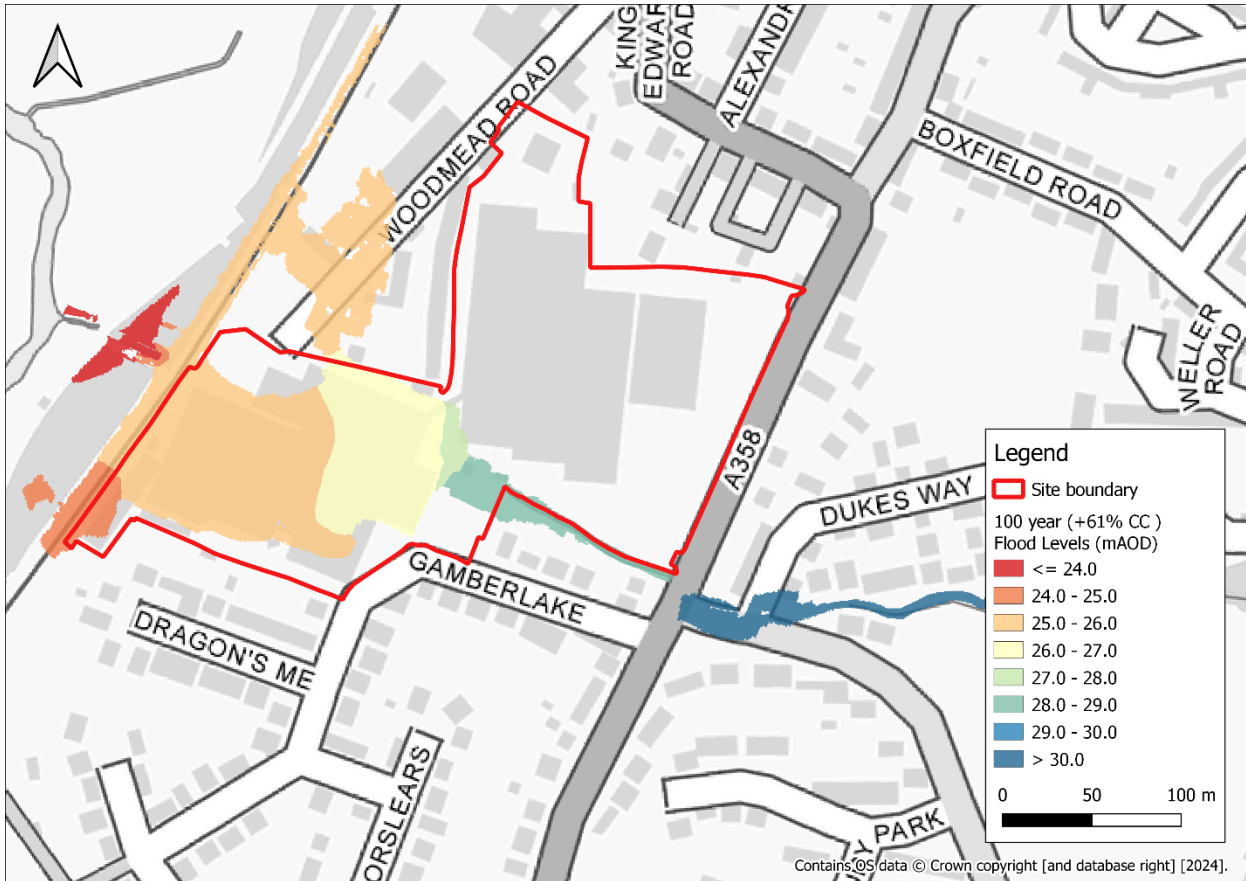 KING
EDWARD
ROAD
WOODMEAD ROAD
BOXFIELD ROAD
WELLER
ROAD
A358
DUKES WAY
GAMBERLAKE
DRAGON'S ME
PARK
Legend
Site boundary
100 year (+61% CC )
Flood Levels (mAOD)
<= 24.0
24.0 - 25.0
25.0 - 26.0
26.0 - 27.0
27.0 - 28.0
28.0 - 29.0
29.0 - 30.0
> 30.0
0 50 100 m
Contains OS data © Crown copyright [and database right] [2024].